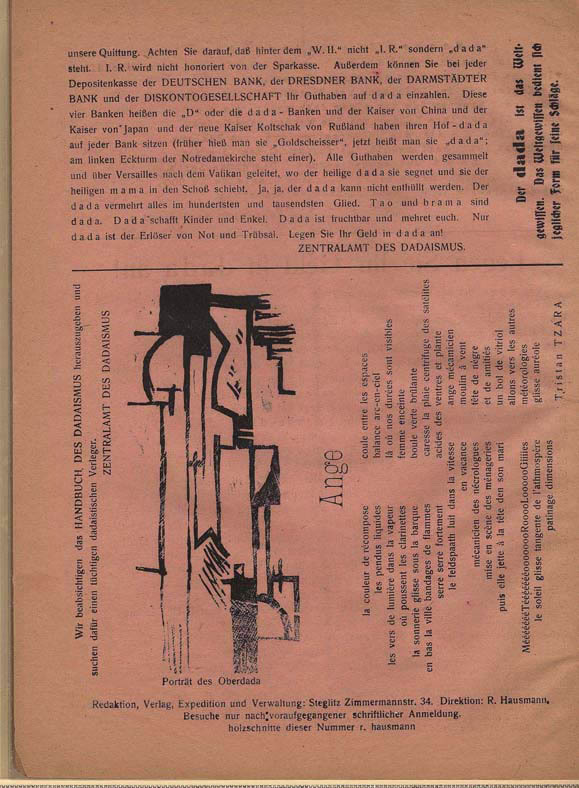 unsere Quittung. Achten Sie darauf, daß hinter dem „W. II.“ nicht „I. R.“ sondern „dada“
steht. I. R. wird nicht honoriert von der Sparkasse. Außerdem können Sie bei jeder
Depositenkasse der DEUTSCHEN BANK, der DRESDNER BANK, der DARMSTÄDTER
BANK und der DISKONTOGESELLSCHAFT Ihr Guthaben auf dada einzahlen. Diese
vier Banken heißen die „D“ oder die dada-Banken und der Kaiser von China und der
Kaiser von Japan und der neue Kaiser Koltschak von Rußland haben ihren Hof-dada
auf jeder Bank sitzen (früher hieß man sie „Goldscheisser“, jetzt heißt man sie „dada“;
am linken Eckturm der Notredamekirche steht einer). Alle Guthaben werden gesammelt
und über Versailles nach dem Vatikan geleitet, wo der heilige dada sie segnet und sie der
heiligen mama in den Schoß schiebt. Ja, ja, der dada kann nicht enthüllt werden. Der
dada vermehrt alles im hundertsten und tausendsten Glied. Tao und brama sind
dada. Dada schafft Kinder und Enkel. Dada ist fruchtbar und mehret euch. Nur
dada ist der Erlöser von Not und Trübsal. Legen Sie Ihr Geld in dada an!
ZENTRALAMT DES DADAISMUS.
Der dada ist das Welt-
gewissen. Das Weltgewissen bedient sich
jeglicher Form für seine Schläge.
Wir beabsichtigen das HANDBUCH DES DADAISMUS herauszugeben und
suchen dafür einen tüchtigen dadaistischen Verleger.
ZENTRALAMT DES DADAISMUS
Porträt des Oberdada
Ange
la couleur de récompose
les pendus liquides
les vers de lumière dans la vapeur
où poussent les clarinettes
la sonnerie glisse sous la barque
en bas la ville bandages de flammes
serre serre fortement
le feldspaath luit dans la vitesse
mécanicien des nécrologues
mise en scène des ménageries
puis elle jette à la tête den son mari
MééééééTéééééoooooooRooooLoooooGiiiiies
le soleil glisse tangente de l'athmospère
patinage dimensions
coule entre les espaces
balance arc-en-ciel
là où nos durées sont visibles
femme enceinte
boule verte brûlante
caresse la plaie centrifuge des satélites
acides des ventres et plante
ange mécanicien
moulin à vent
en vacance
tête de nègre
et de amitiés
un bol de vitriol
allons vers les autres
météorologies
glisse auréole
Tristan TZARA
Redaktion, Verlag, Expedition und Verwaltung: Steglitz Zimmermannstr. 34. Direktion: R. Hausmann.
Besuche nur nach voraufgegangener schriftlicher Anmeldung.
holzschnitte dieser Nummer r. hausmann